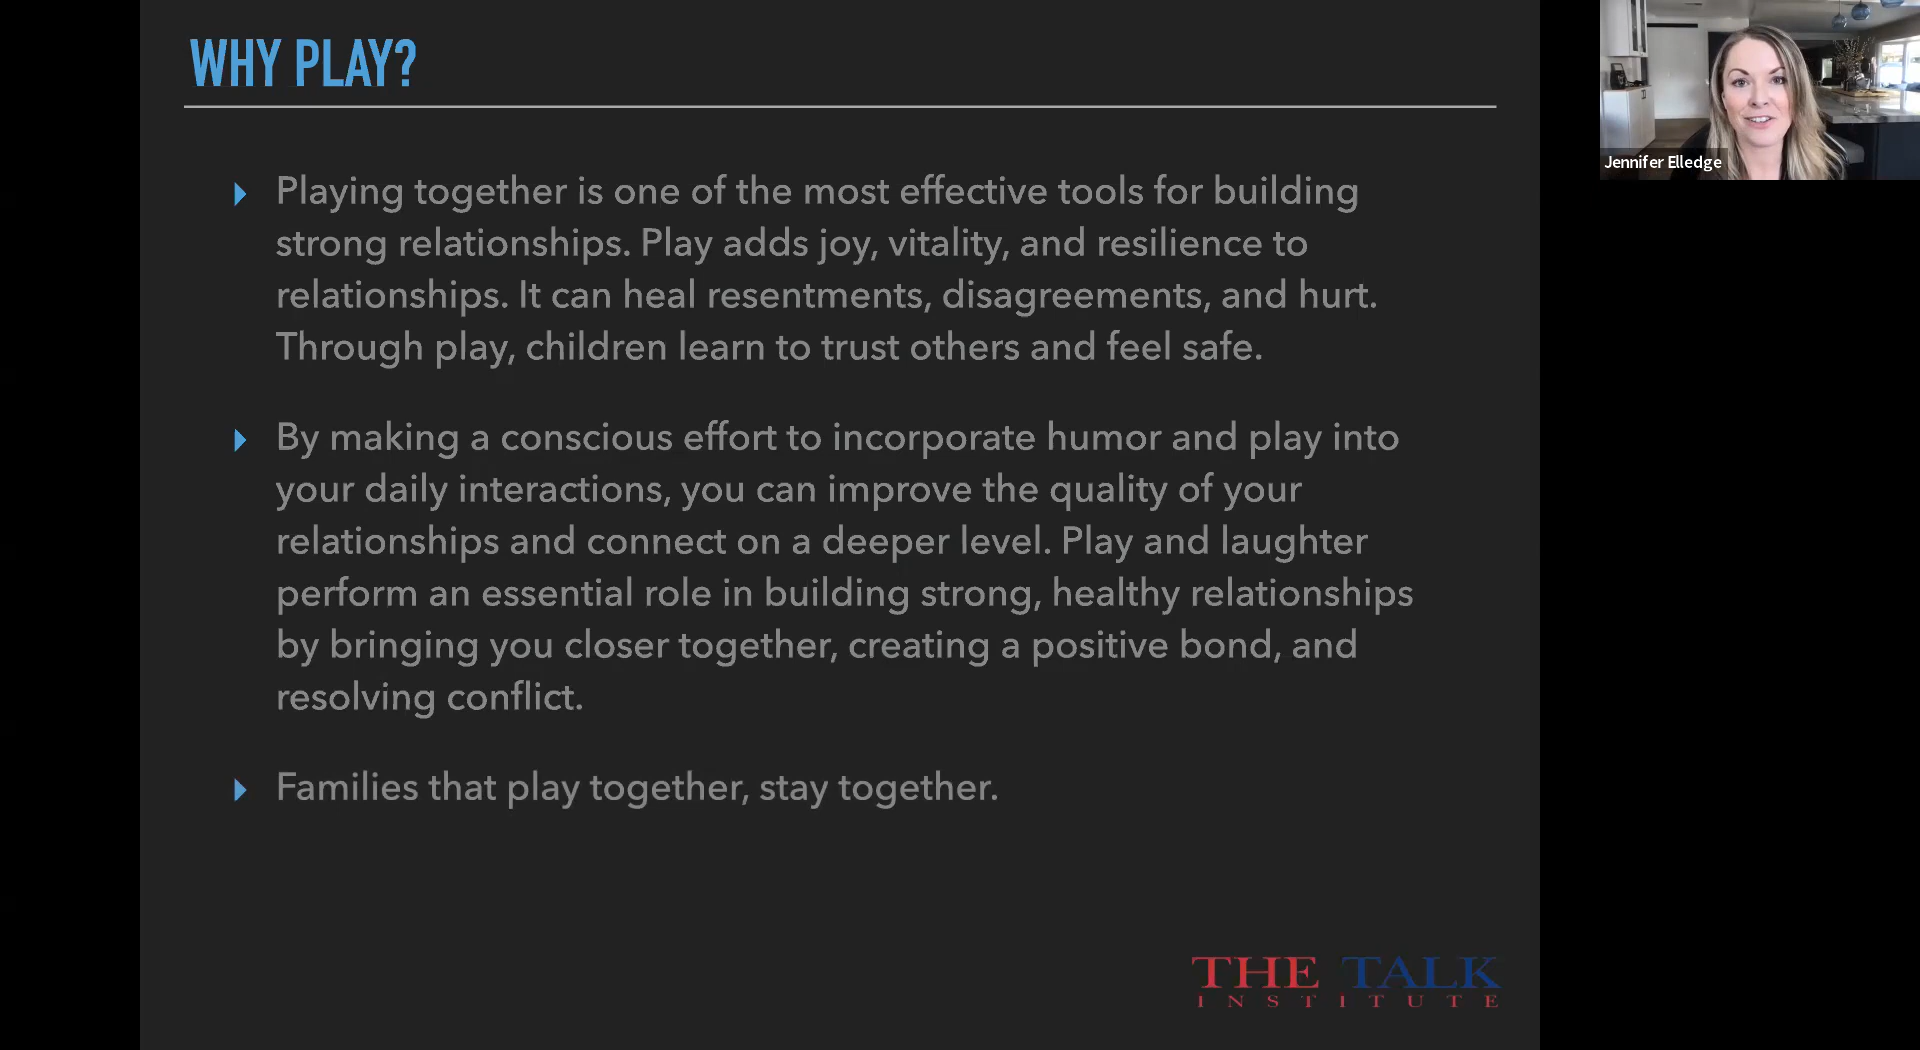 WHY PLAY?
Playing together is one of the most effective tools for building
strong relationships. Play adds joy, vitality, and resilience to
relationships. It can heal resentments, disagreements, and hurt.
Through play, children learn to trust others and feel safe.
By making a conscious effort to incorporate humor and play into
your daily interactions, you can improve the quality of your
relationships and connect on a deeper level. Play and laughter
perform an essential role in building strong, healthy relationships
by bringing you closer together, creating a positive bond, and
resolving conflict.
Families that play together, stay together.
THE TALK
INSTITUTE
Jennifer Elledge